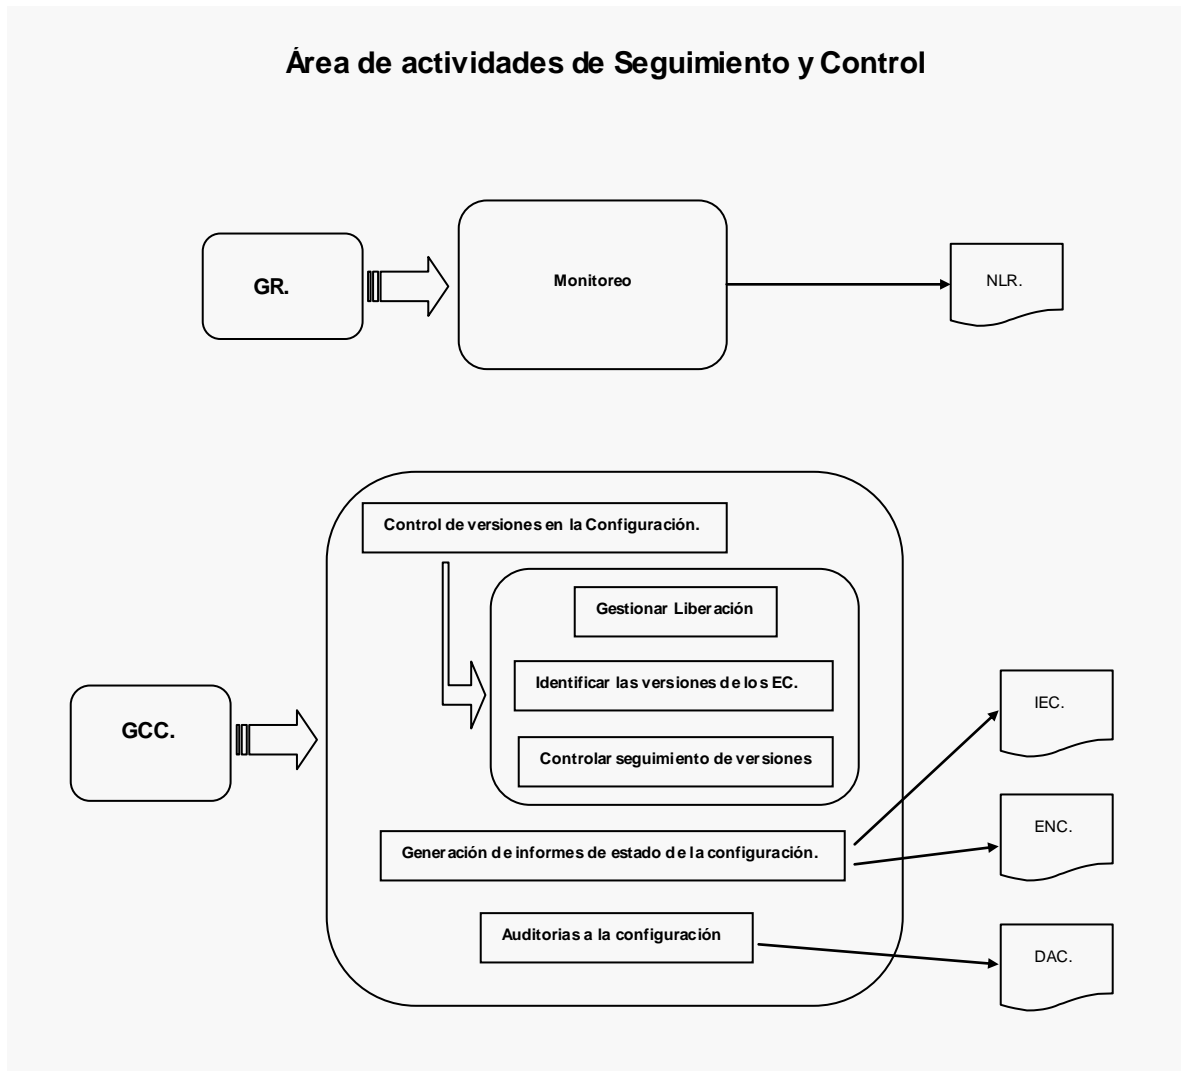 Área de actividades de Seguimiento y Control
GR.
Monitoreo
NLR.
Control de versiones en la Configuración.
Gestionar Liberación
Identificar las versiones de los EC.
Controlar seguimiento de versiones
GCC.
IEC.
ENC.
Generación de informes de estado de la configuración.
Auditorias a la configuración
DAC.